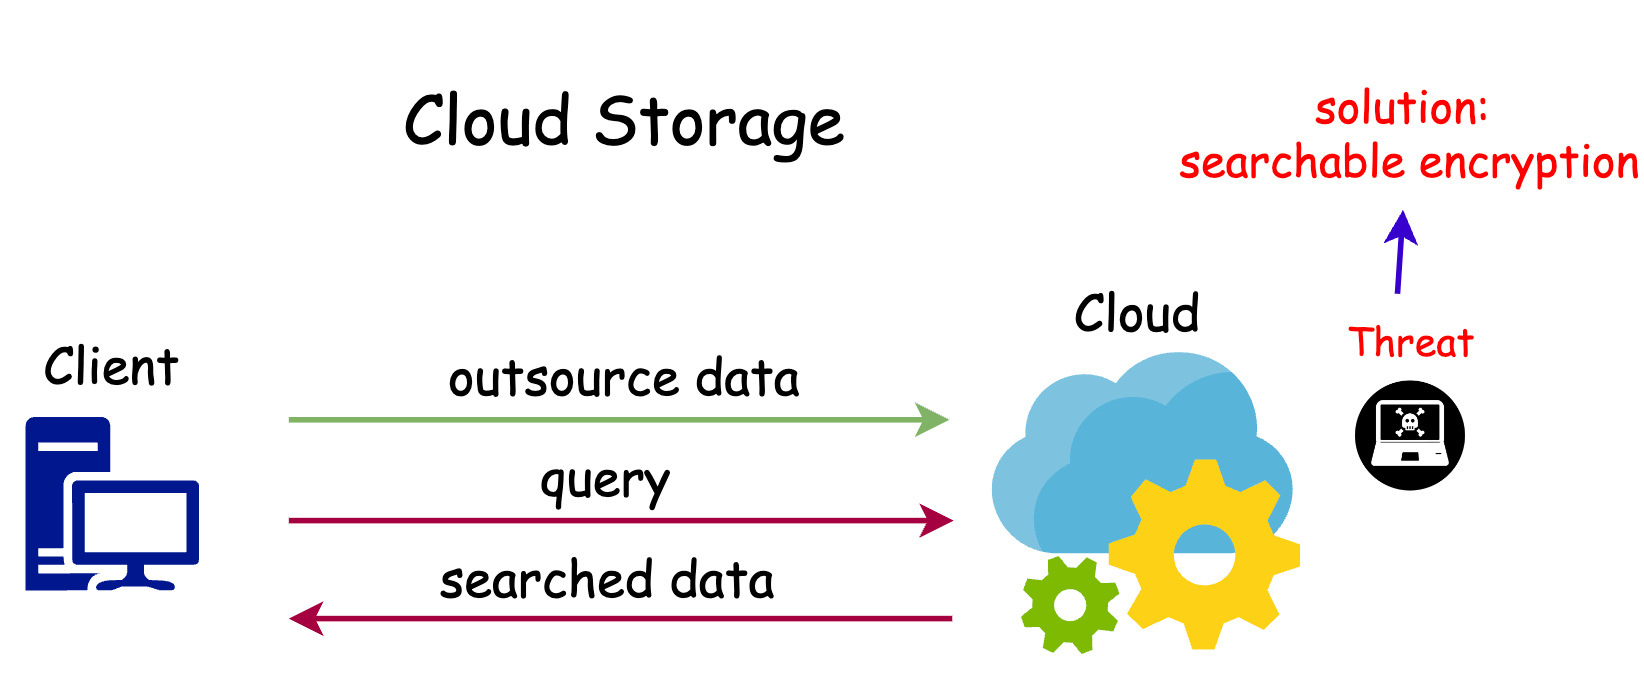 Cloud Storage
solution:
searchable encryption
Cloud
Threat
Client
outsource data
query
searched data